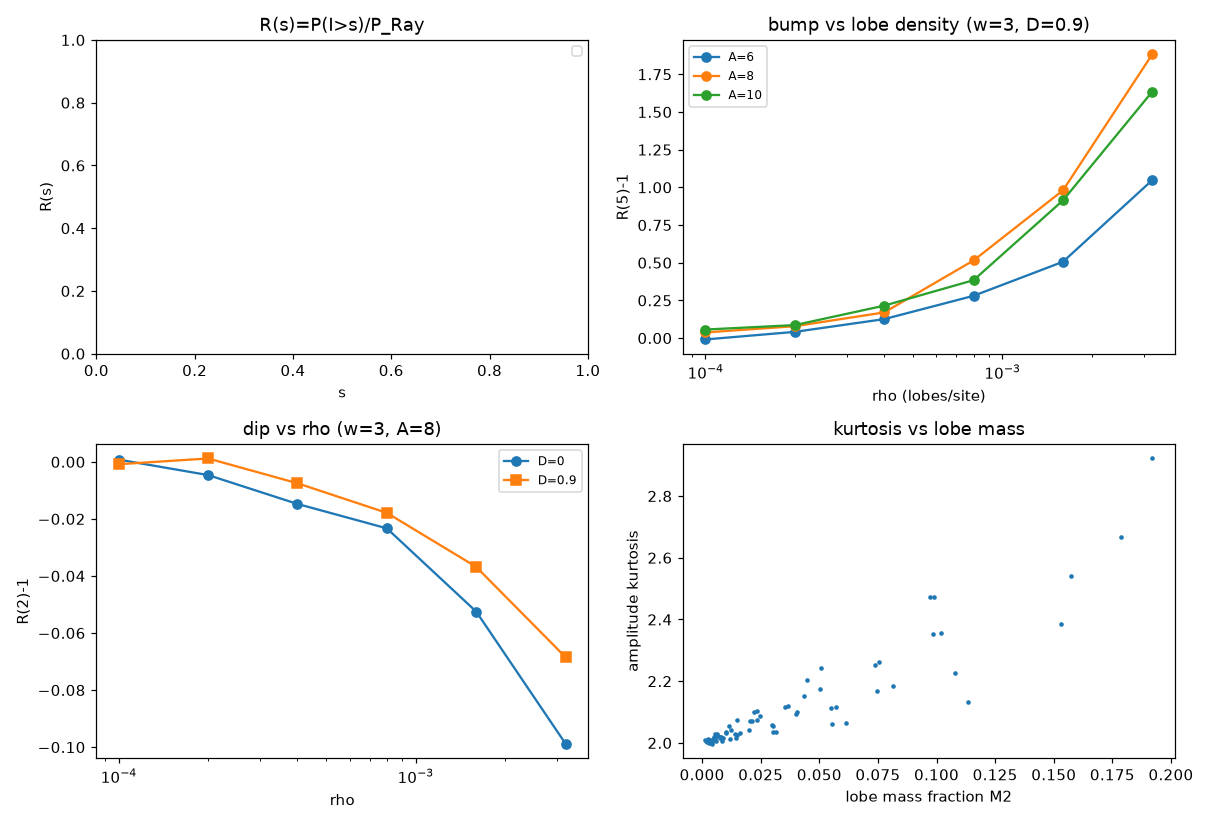 R(s)=P(I>s)/P_Ray
1.0
0.8
0.6
0.4
0.2
0.0
R(s)
0.0 0.2 0.4 0.6 0.8 1.0
s
bump vs lobe density (w=3, D=0.9)
A=6
A=8
A=10
1.75
1.50
1.25
1.00
0.75
0.50
0.25
0.00
R(5)-1
10⁻⁴ 10⁻³
rho (lobes/site)
dip vs rho (w=3, A=8)
D=0
D=0.9
0.00
−0.02
−0.04
−0.06
−0.08
−0.10
R(2)-1
10⁻⁴ 10⁻³
rho
kurtosis vs lobe mass
2.8
2.6
2.4
2.2
2.0
amplitude kurtosis
0.000 0.025 0.050 0.075 0.100 0.125 0.150 0.175 0.200
lobe mass fraction M2